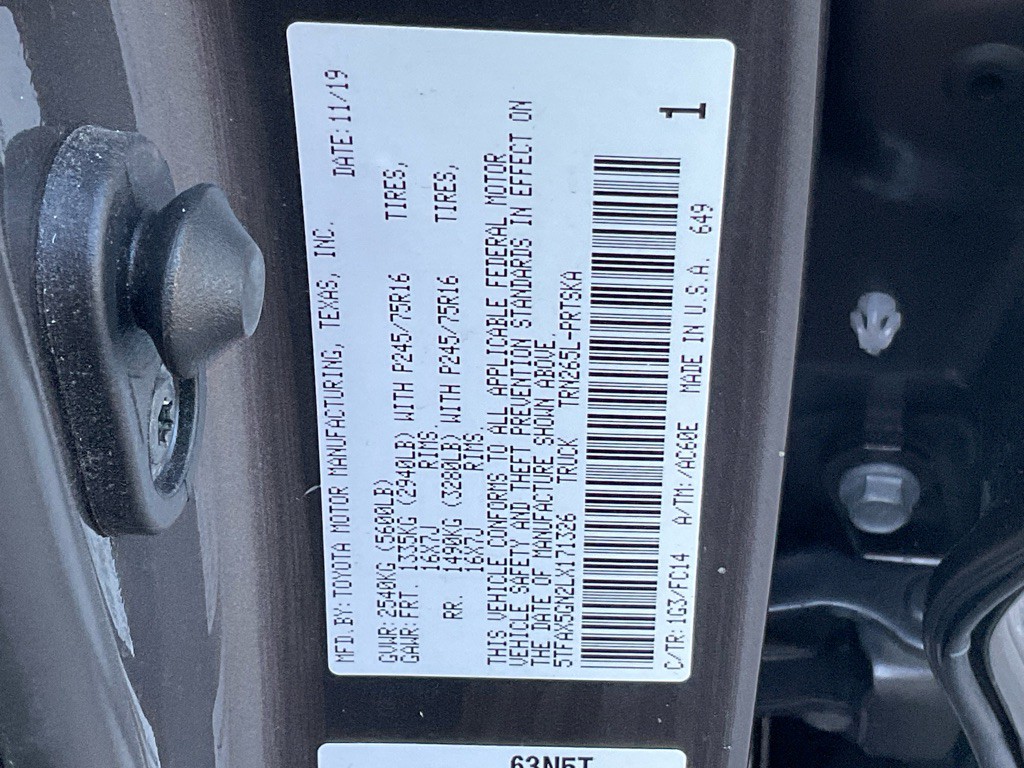 MFD.BY:TOYOTA MOTOR MANUFACTURING, TEXAS, INC. DATE:11/19
GVWR:2540KG (5600LB)
GAWR:FRT. 1335KG (2940LB) WITH P245/75R16 TIRES,
16X7J RIMS
RR. 1490KG (3280LB) WITH P245/75R16 TIRES,
16X7J RIMS
THIS VEHICLE CONFORMS TO ALL APPLICABLE FEDERAL MOTOR
VEHICLE SAFETY AND THEFT PREVENTION STANDARDS IN EFFECT ON
THE DATE OF MANUFACTURE SHOWN ABOVE.
5TFAX5GN2LX171326 TRUCK TRN265L-PRTSKA
1
C/TR:1G3/FC14 A/TM:/AC60E MADE IN U.S.A. 649
63N5T